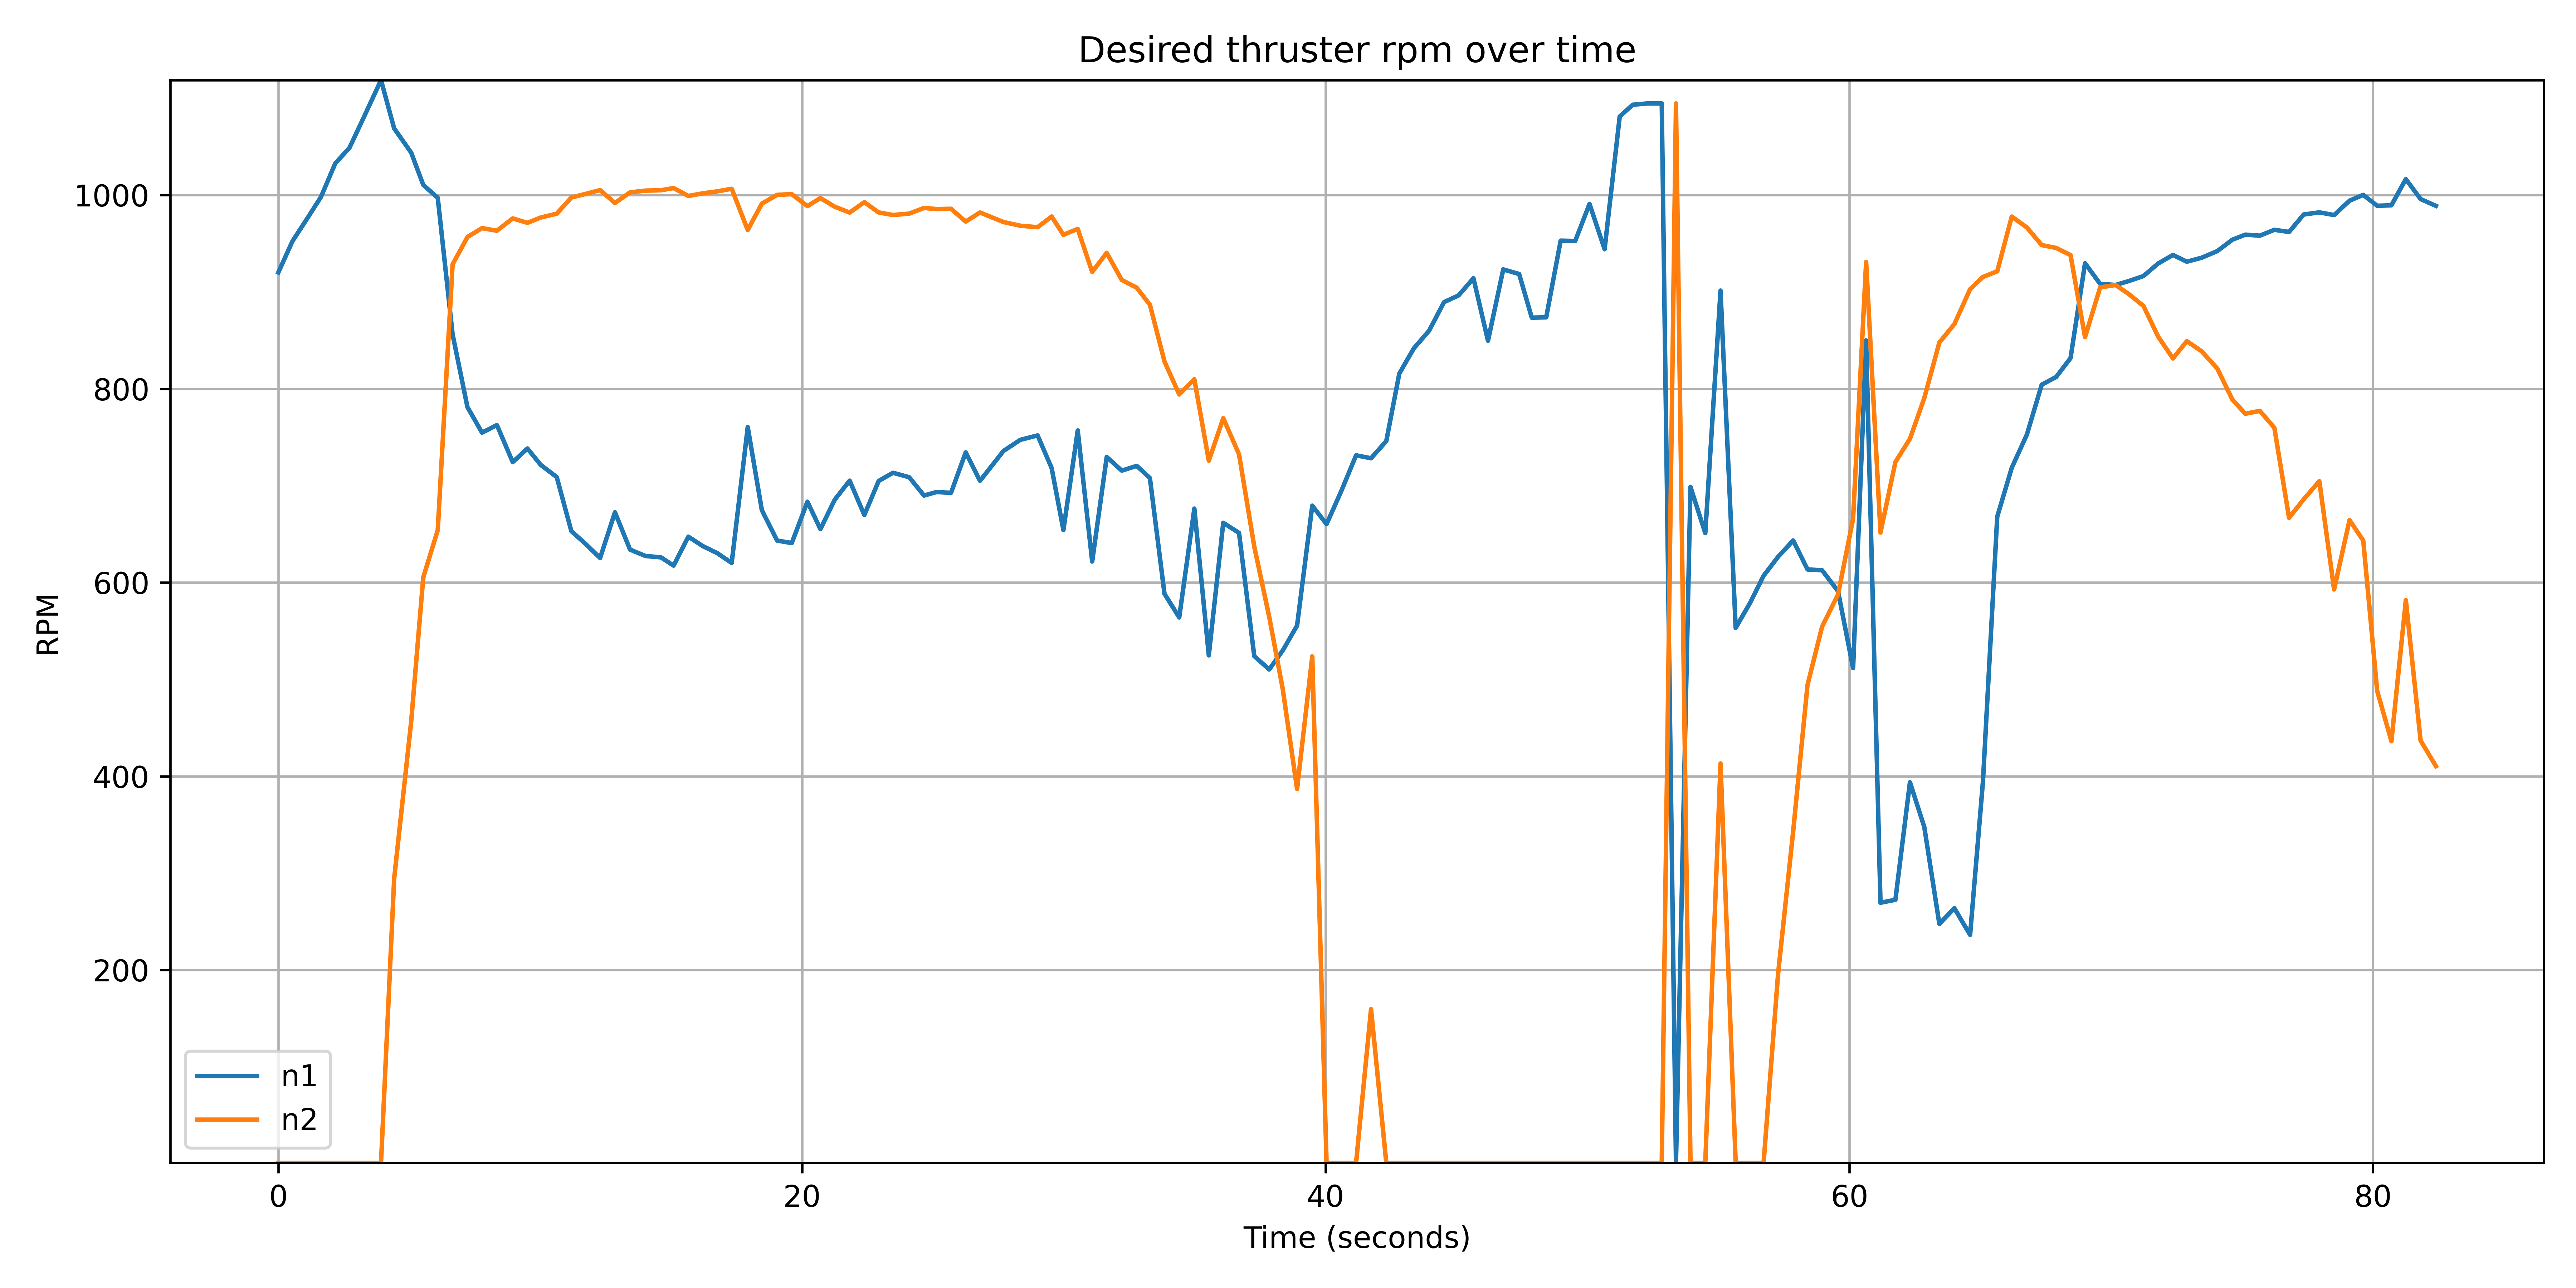 Desired thruster rpm over time
1000
800
600
400
200
RPM
n1
n2
0 20 40 60 80
Time (seconds)